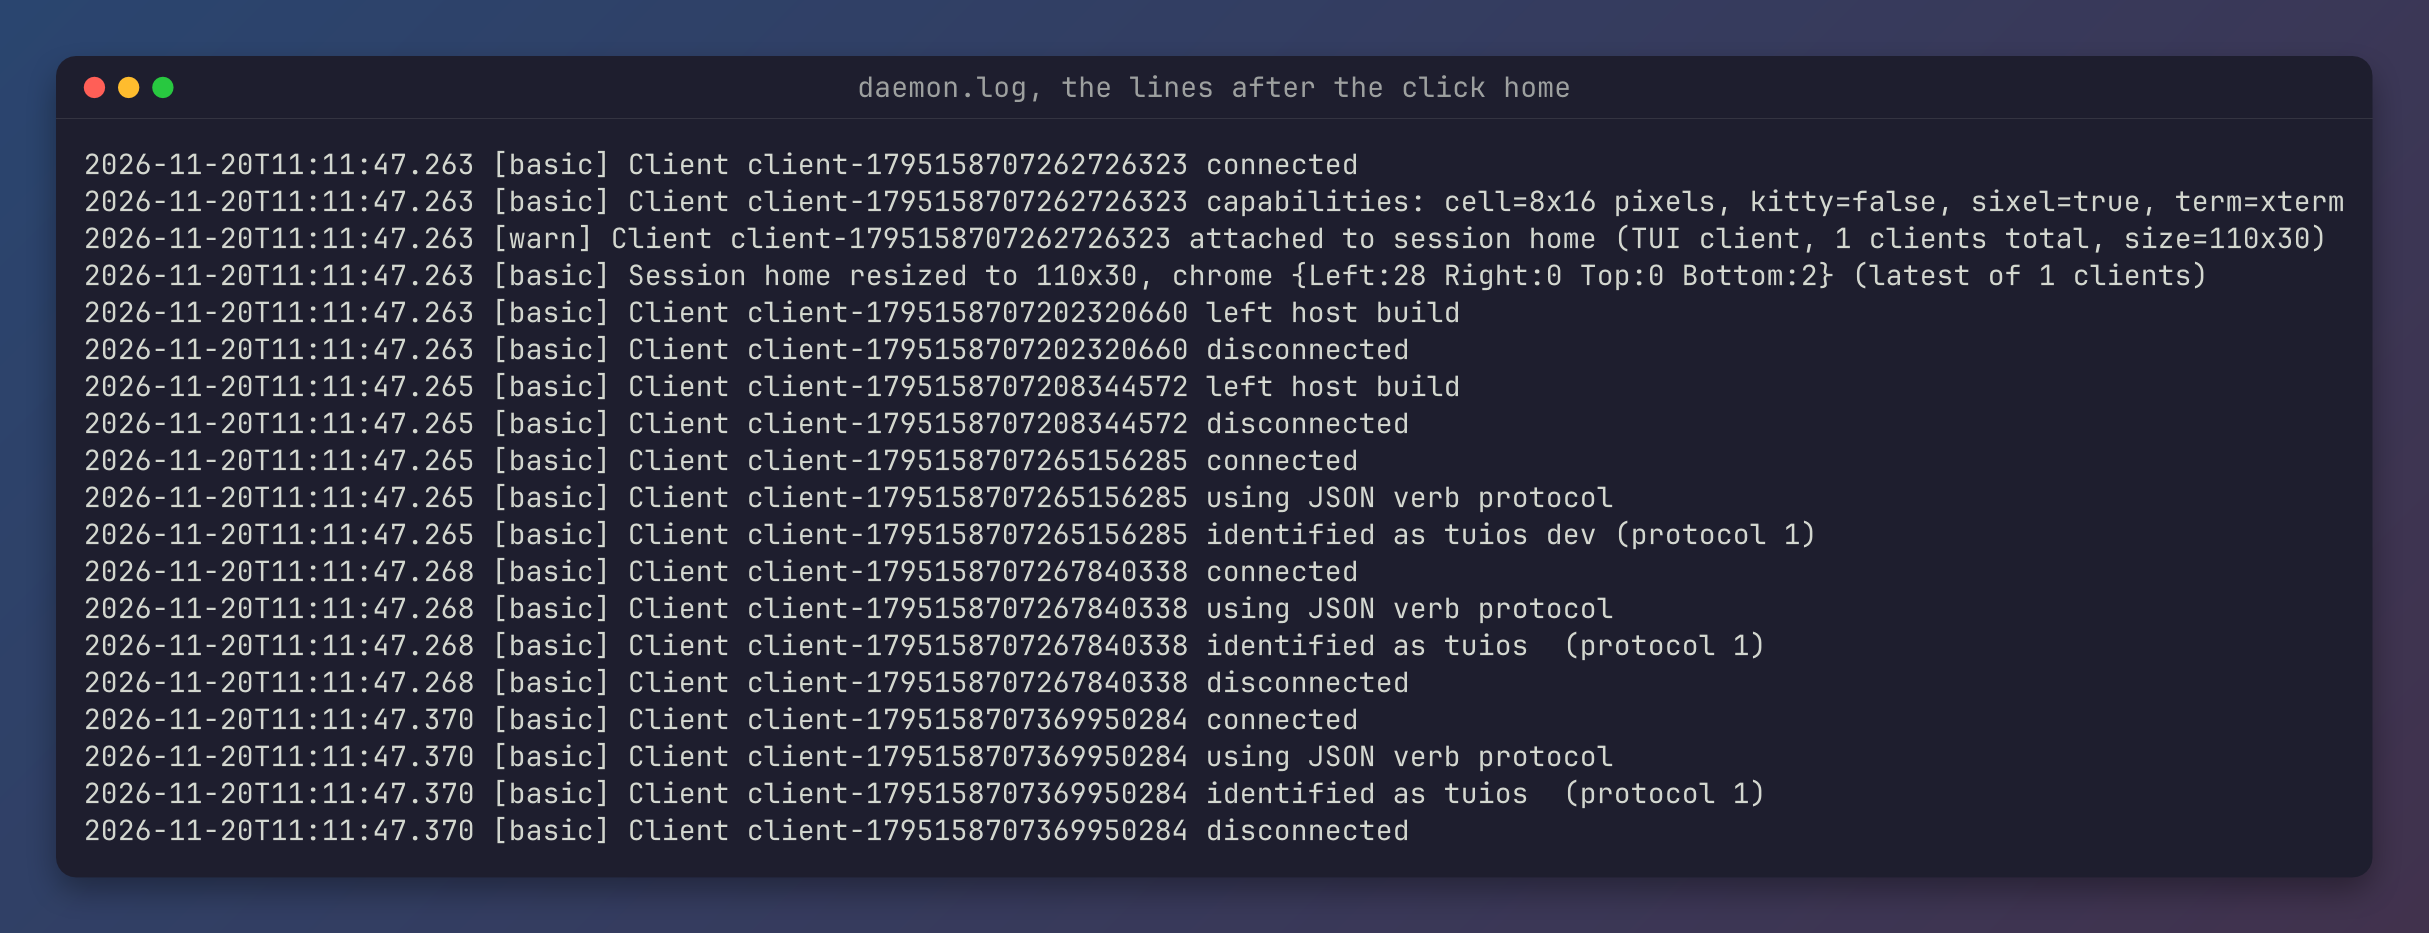 daemon.log, the lines after the click home
2026-11-20T11:11:47.263 [basic] Client client-1795158707262726323 connected
2026-11-20T11:11:47.263 [basic] Client client-1795158707262726323 capabilities: cell=8x16 pixels, kitty=false, sixel=true, term=xterm
2026-11-20T11:11:47.263 [warn] Client client-1795158707262726323 attached to session home (TUI client, 1 clients total, size=110x30)
2026-11-20T11:11:47.263 [basic] Session home resized to 110x30, chrome {Left:28 Right:0 Top:0 Bottom:2} (latest of 1 clients)
2026-11-20T11:11:47.263 [basic] Client client-1795158707202320660 left host build
2026-11-20T11:11:47.263 [basic] Client client-1795158707202320660 disconnected
2026-11-20T11:11:47.265 [basic] Client client-1795158707208344572 left host build
2026-11-20T11:11:47.265 [basic] Client client-1795158707208344572 disconnected
2026-11-20T11:11:47.265 [basic] Client client-1795158707265156285 connected
2026-11-20T11:11:47.265 [basic] Client client-1795158707265156285 using JSON verb protocol
2026-11-20T11:11:47.265 [basic] Client client-1795158707265156285 identified as tuios dev (protocol 1)
2026-11-20T11:11:47.268 [basic] Client client-1795158707267840338 connected
2026-11-20T11:11:47.268 [basic] Client client-1795158707267840338 using JSON verb protocol
2026-11-20T11:11:47.268 [basic] Client client-1795158707267840338 identified as tuios  (protocol 1)
2026-11-20T11:11:47.268 [basic] Client client-1795158707267840338 disconnected
2026-11-20T11:11:47.370 [basic] Client client-1795158707369950284 connected
2026-11-20T11:11:47.370 [basic] Client client-1795158707369950284 using JSON verb protocol
2026-11-20T11:11:47.370 [basic] Client client-1795158707369950284 identified as tuios  (protocol 1)
2026-11-20T11:11:47.370 [basic] Client client-1795158707369950284 disconnected